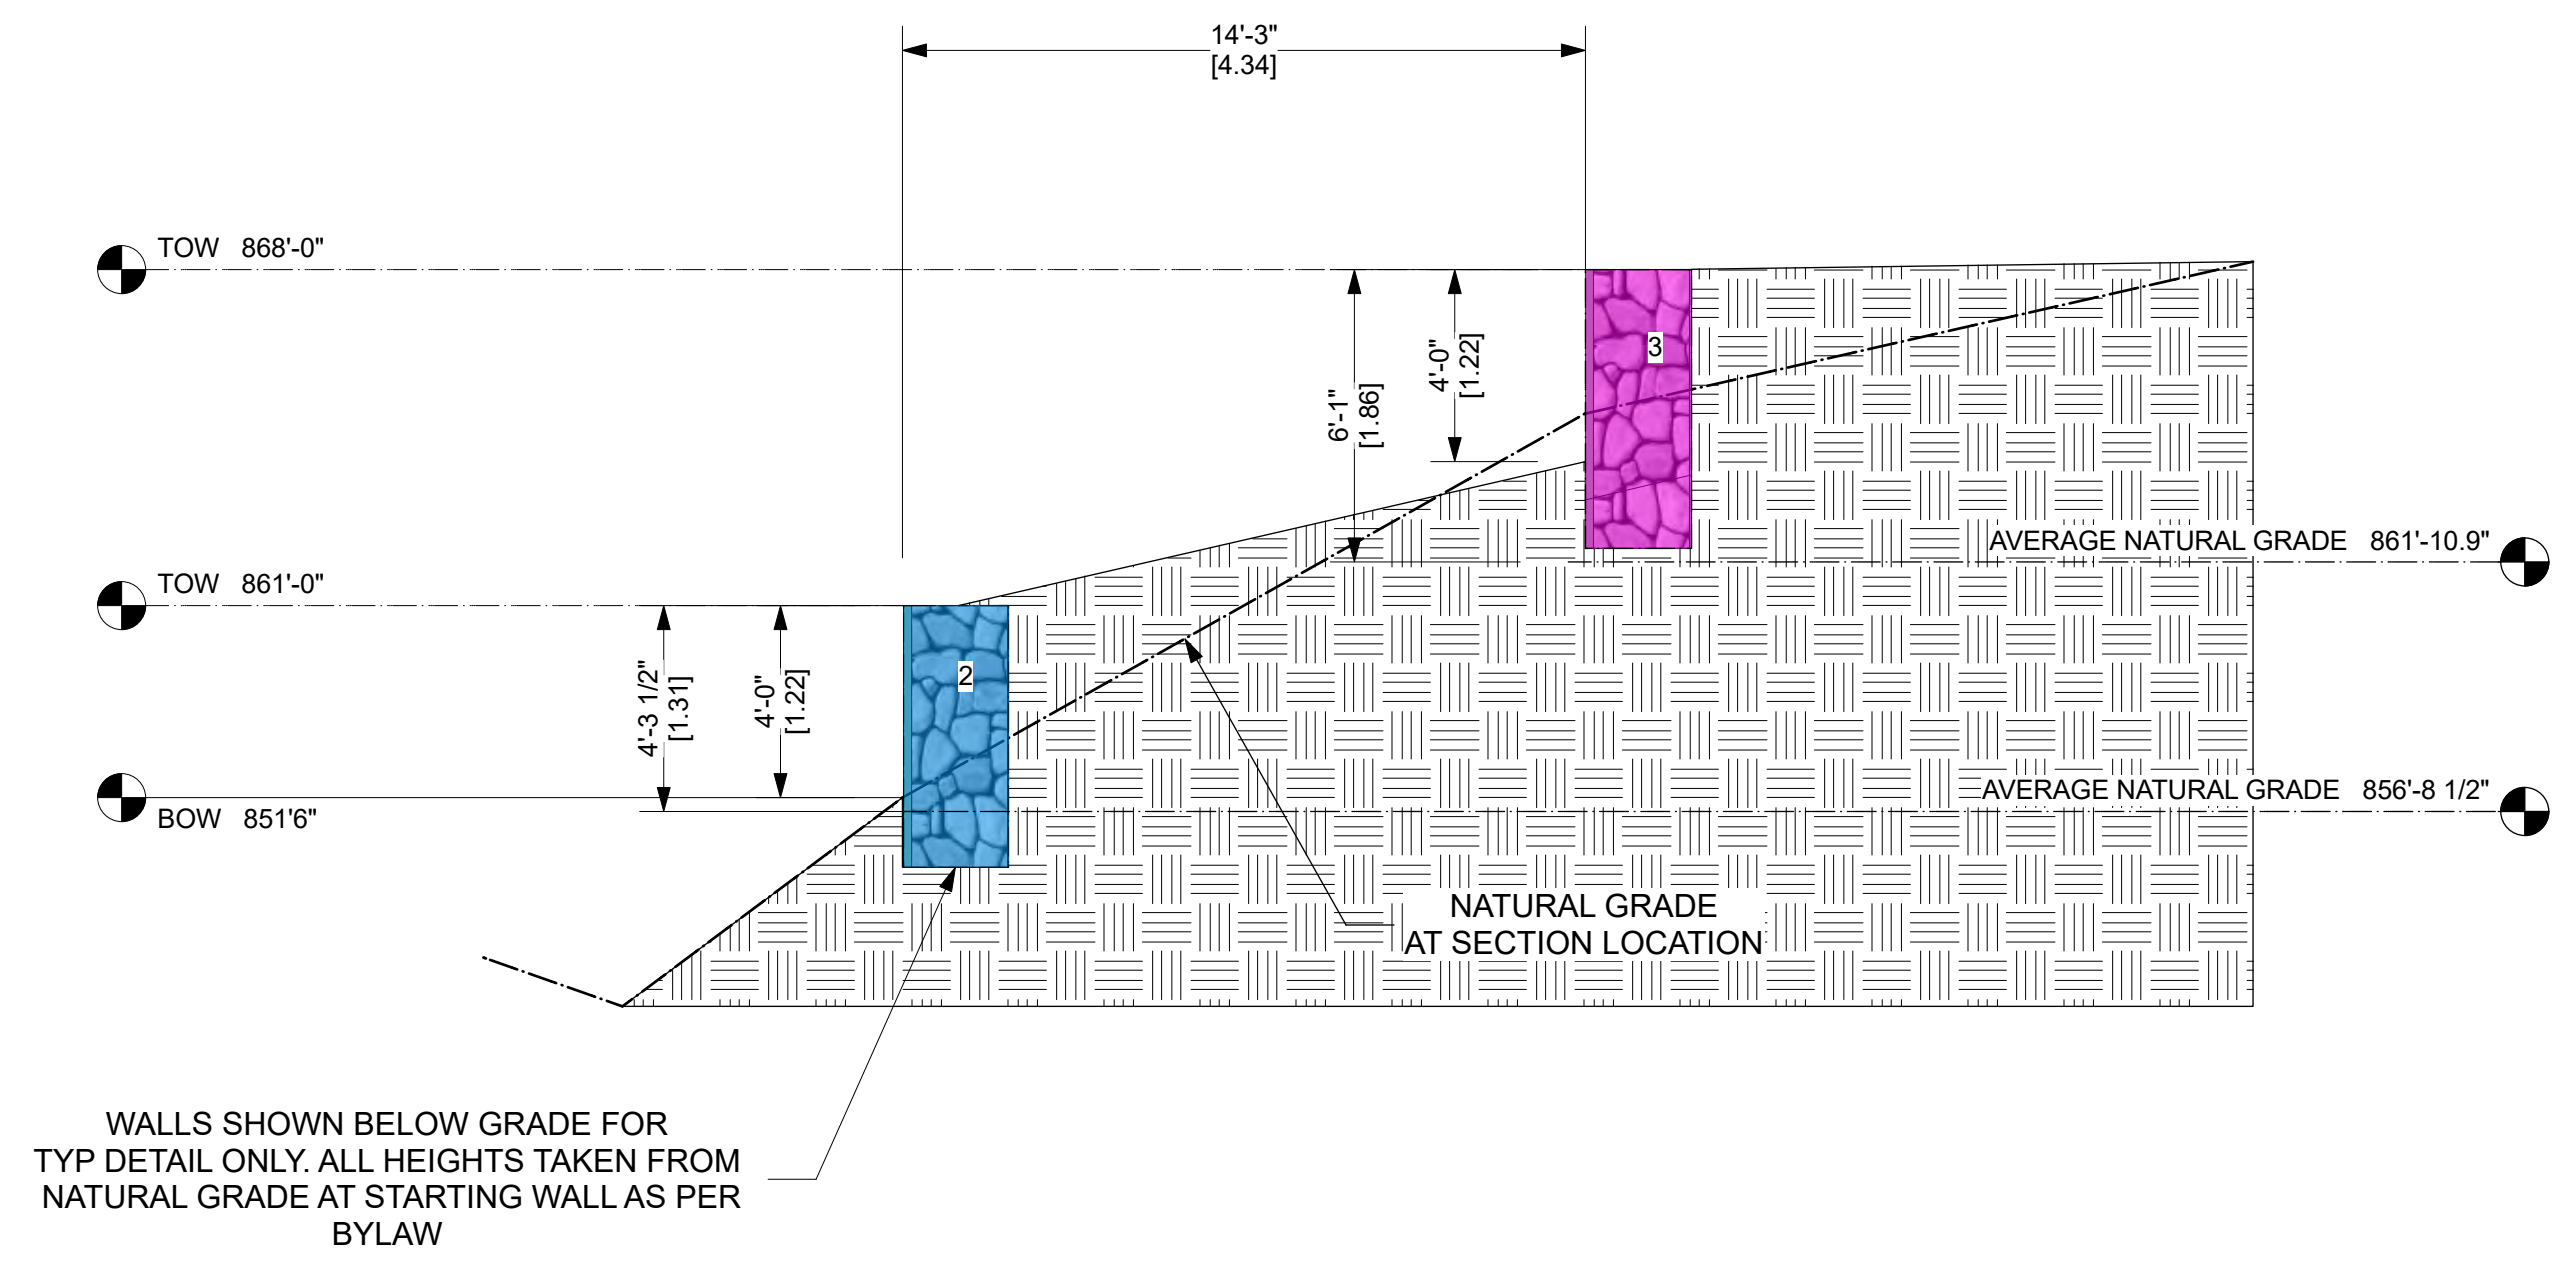 14'-3"
[4.34]
TOW 868'-0"
3
4'-0"
[1.22]
6'-1"
[1.86]
AVERAGE NATURAL GRADE 861'-10.9"
TOW 861'-0"
2
4'-3 1/2"
[1.31]
4'-0"
[1.22]
AVERAGE NATURAL GRADE 856'-8 1/2"
BOW 851'6"
NATURAL GRADE
AT SECTION LOCATION
WALLS SHOWN BELOW GRADE FOR
TYP DETAIL ONLY. ALL HEIGHTS TAKEN FROM
NATURAL GRADE AT STARTING WALL AS PER
BYLAW